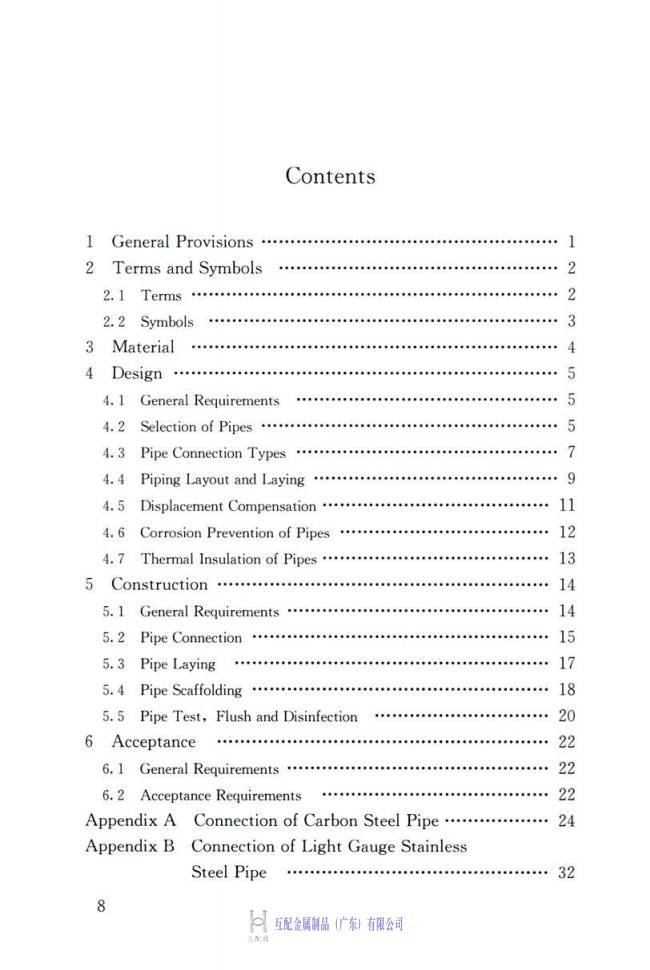 Contents
1 General Provisions ………………………………………… 1
2 Terms and Symbols ………………………………………… 2
2.1 Terms ………………………………………… 2
2.2 Symbols ………………………………………… 3
3 Material ………………………………………… 4
4 Design ………………………………………… 5
4.1 General Requirements ………………………………………… 5
4.2 Selection of Pipes ………………………………………… 5
4.3 Pipe Connection Types ………………………………………… 7
4.4 Piping Layout and Laying ………………………………………… 9
4.5 Displacement Compensation ………………………………………… 11
4.6 Corrosion Prevention of Pipes ………………………………………… 12
4.7 Thermal Insulation of Pipes ………………………………………… 13
5 Construction ………………………………………… 14
5.1 General Requirements ………………………………………… 14
5.2 Pipe Connection ………………………………………… 15
5.3 Pipe Laying ………………………………………… 17
5.4 Pipe Scaffolding ………………………………………… 18
5.5 Pipe Test, Flush and Disinfection ………………………………………… 20
6 Acceptance ………………………………………… 22
6.1 General Requirements ………………………………………… 22
6.2 Acceptance Requirements ………………………………………… 22
Appendix A Connection of Carbon Steel Pipe ………………… 24
Appendix B Connection of Light Gauge Stainless
Steel Pipe ………………………………………… 32
8
互配金属制品（广东）有限公司